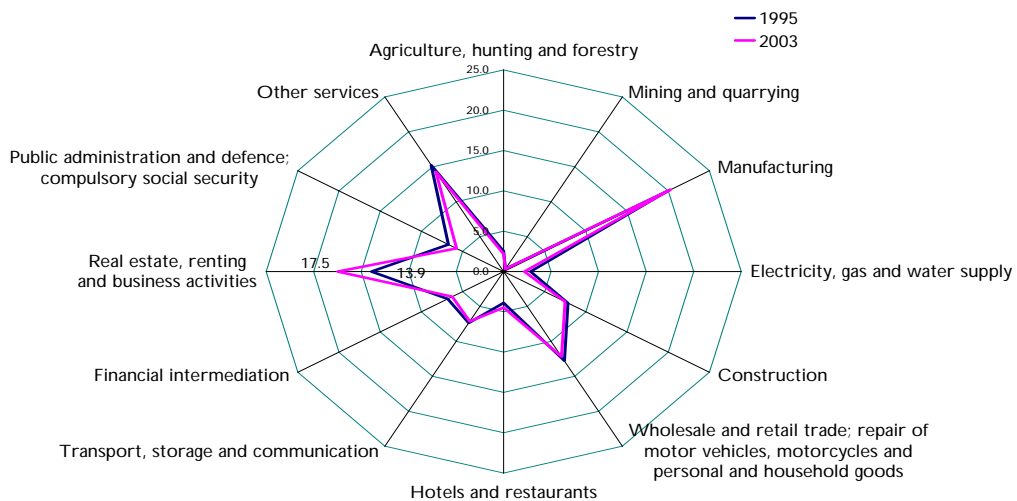 1995
2003
Agriculture, hunting and forestry
25.0
20.0
15.0
10.0
5.0
0.0
Mining and quarrying
Manufacturing
Electricity, gas and water supply
Construction
Wholesale and retail trade; repair of
motor vehicles, motorcycles and
personal and household goods
Hotels and restaurants
Transport, storage and communication
Financial intermediation
Real estate, renting
and business activities
17.5
13.9
Public administration and defence;
compulsory social security
Other services